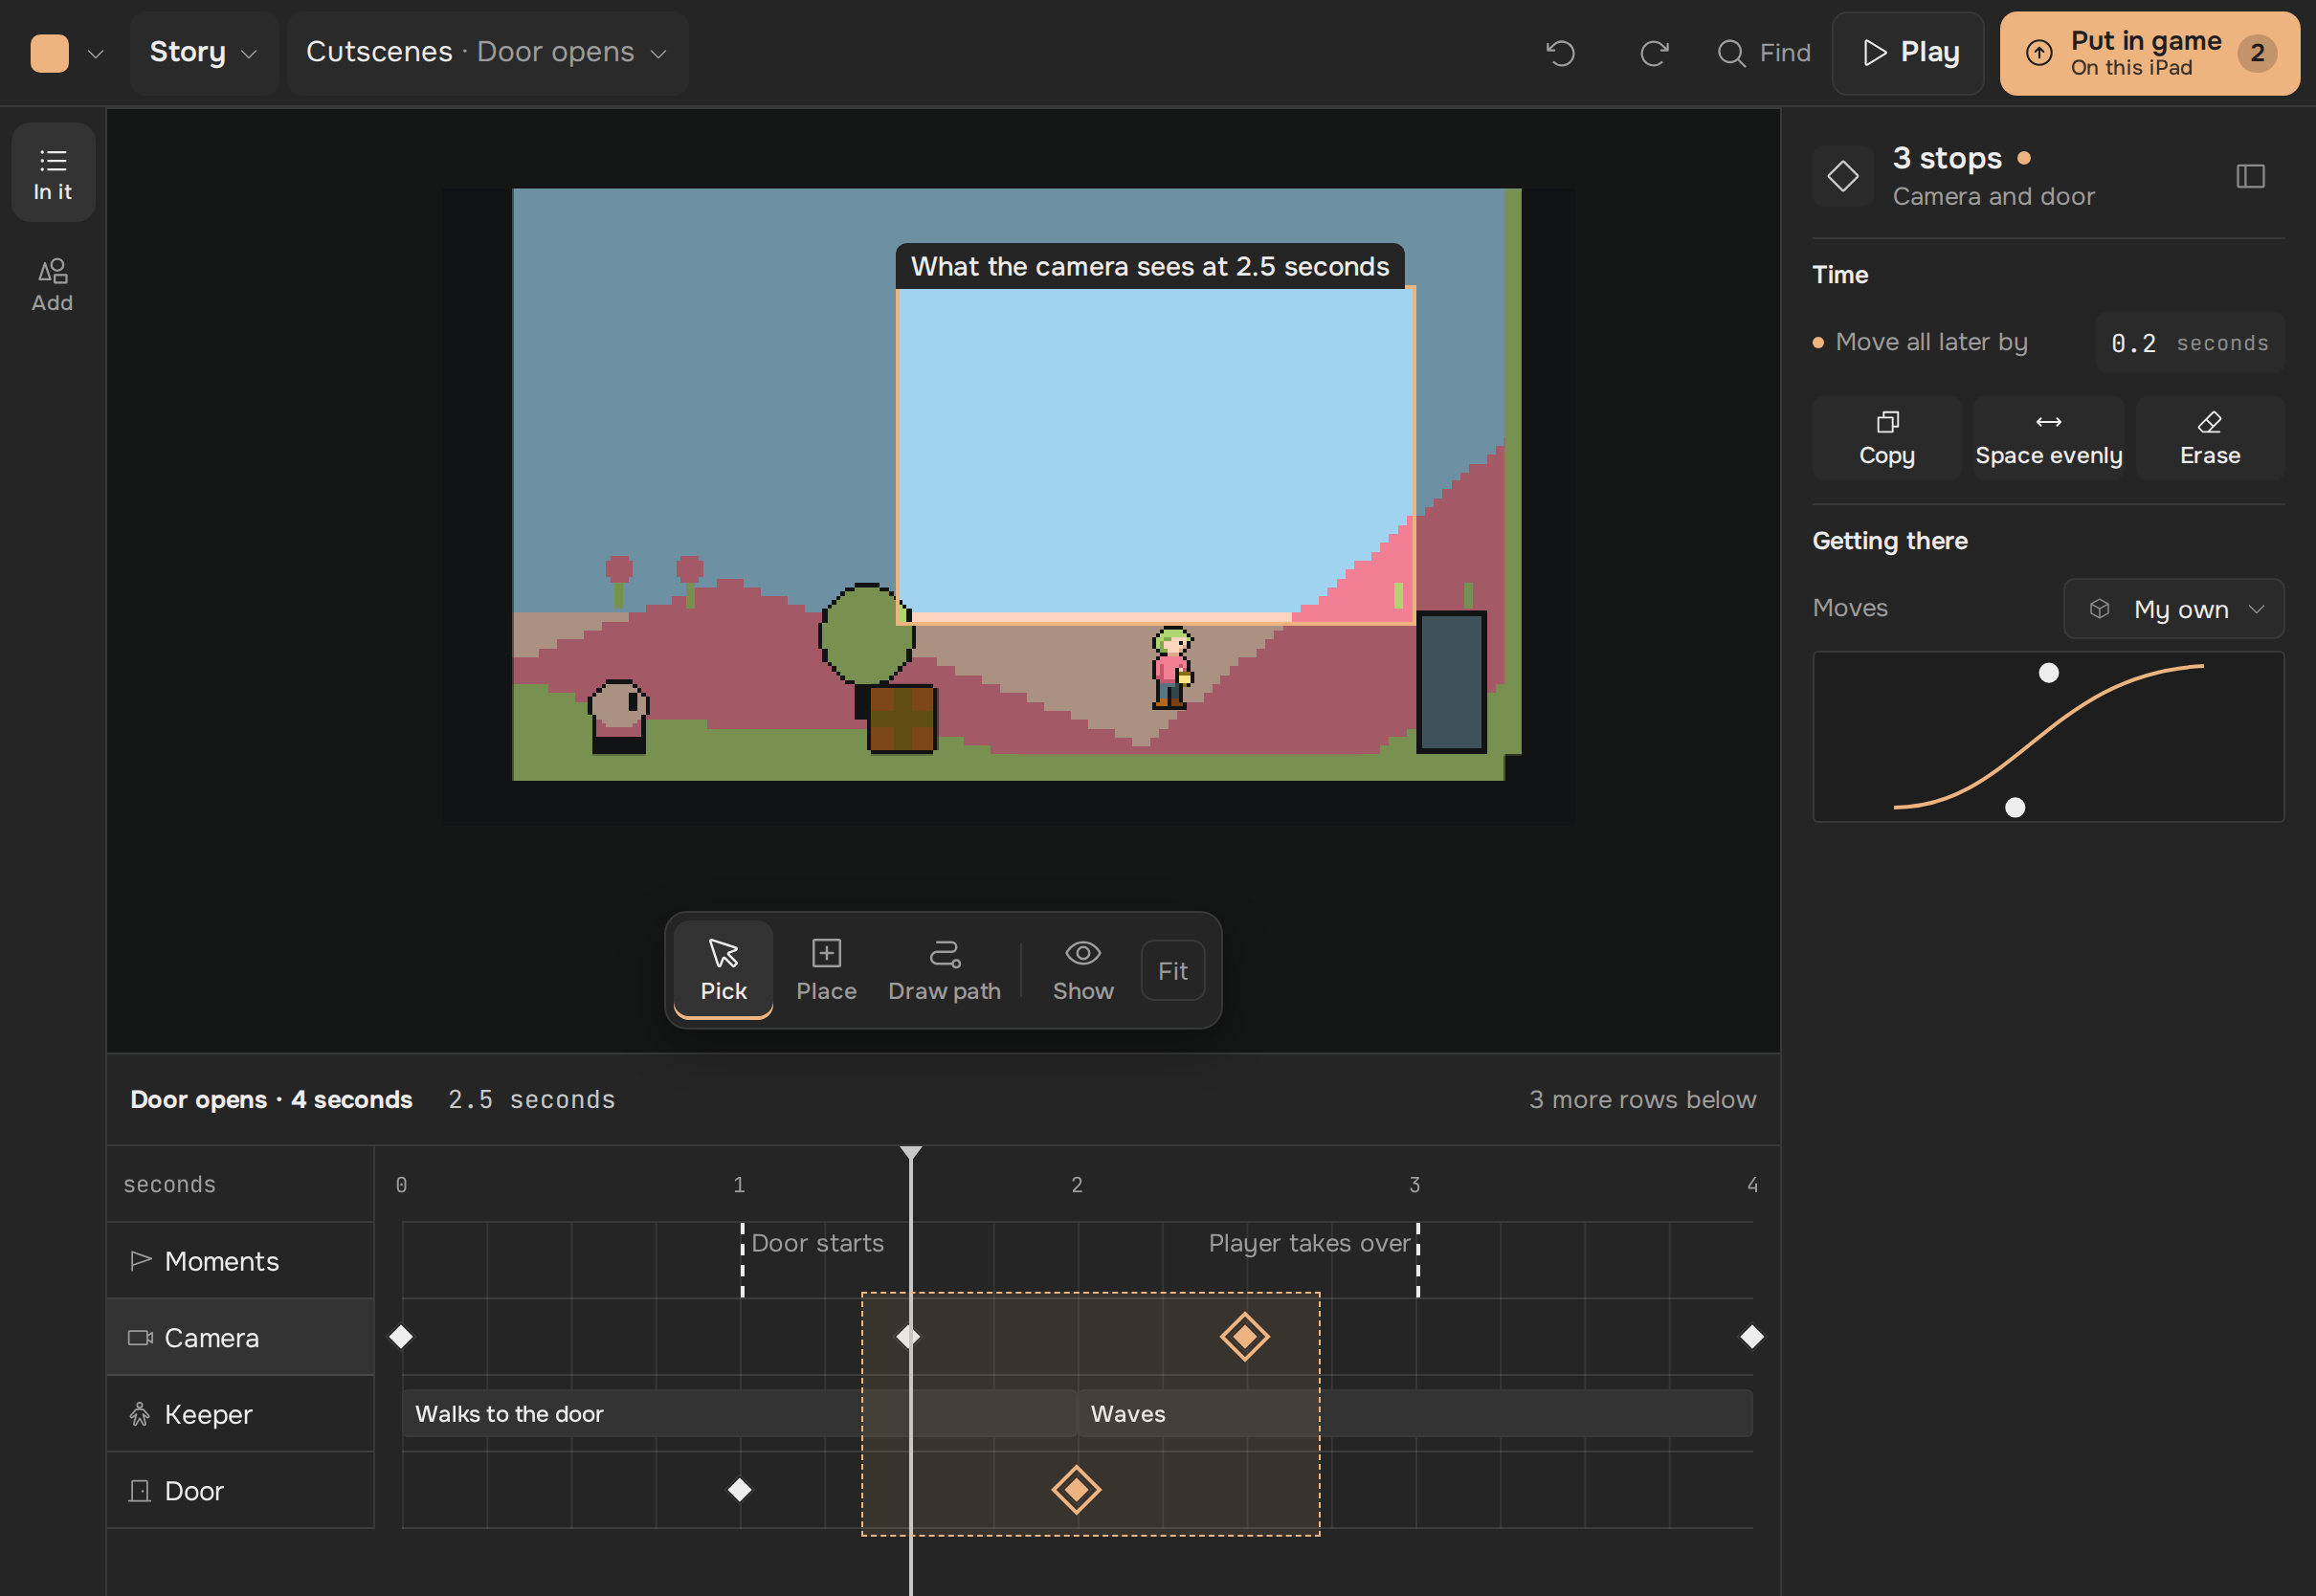 Story
Cutscenes · Door opens
Find
Play
Put in game
On this iPad
2
In it
Add
What the camera sees at 2.5 seconds
3 stops
Camera and door
Time
Move all later by
0.2 seconds
Copy
Space evenly
Erase
Getting there
Moves
My own
Pick
Place
Draw path
Show
Fit
Door opens · 4 seconds
2.5 seconds
3 more rows below
seconds
0
1
2
3
4
Moments
Door starts
Player takes over
Camera
Keeper
Walks to the door
Waves
Door